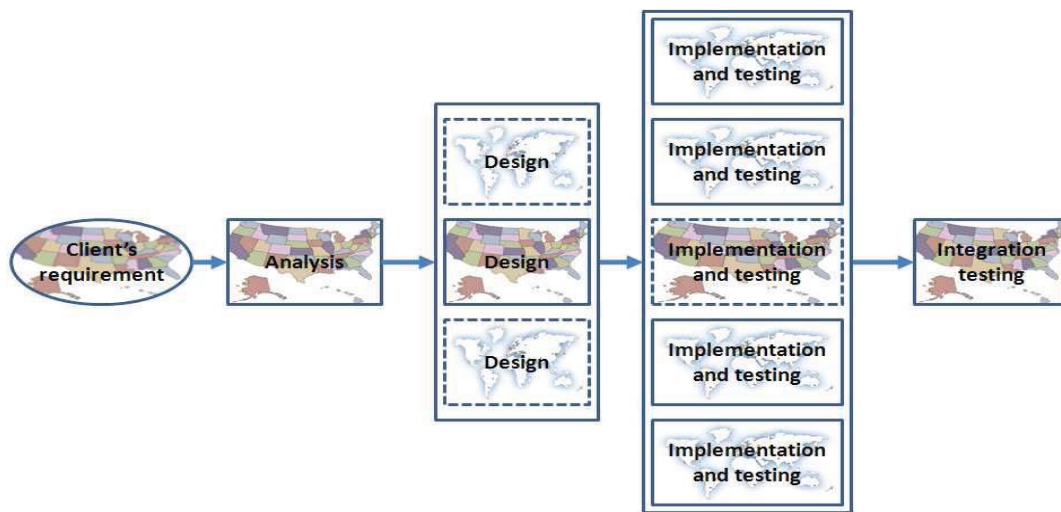 Client's
requirement
Analysis
Design
Design
Design
Implementation
and testing
Implementation
and testing
Implementation
and testing
Implementation
and testing
Implementation
and testing
Integration
testing